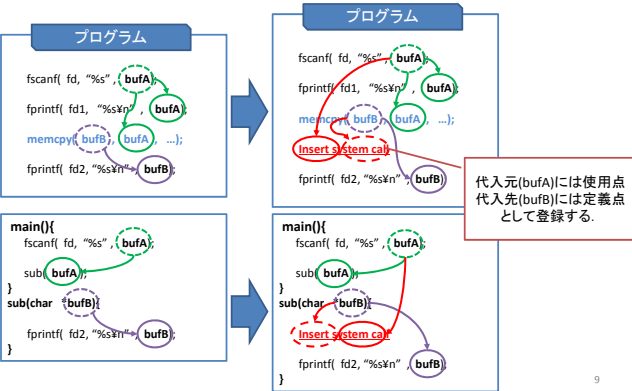 プログラム
fscanf( fd, “%s” , bufA);
fprintf( fd1, “%s¥n” , bufA);
memcpy( bufB , bufA , …);
fprintf( fd2, “%s¥n” , bufB);
プログラム
fscanf( fd, “%s” , bufA);
fprintf( fd1, “%s¥n” , bufA);
memcpy( bufB , bufA , …);
Insert system call
fprintf( fd2, “%s¥n” , bufB)
代入元(bufA)には使用点
代入先(bufB)には定義点
として登録する.
main(){
fscanf( fd, “%s” , bufA);
sub( bufA );
}
sub(char *bufB){
fprintf( fd2, “%s¥n” , bufB);
}
main(){
fscanf( fd, “%s” , bufA);
sub( bufA );
}
sub(char *bufB){
Insert system call
fprintf( fd2, “%s¥n” , bufB);
}
9